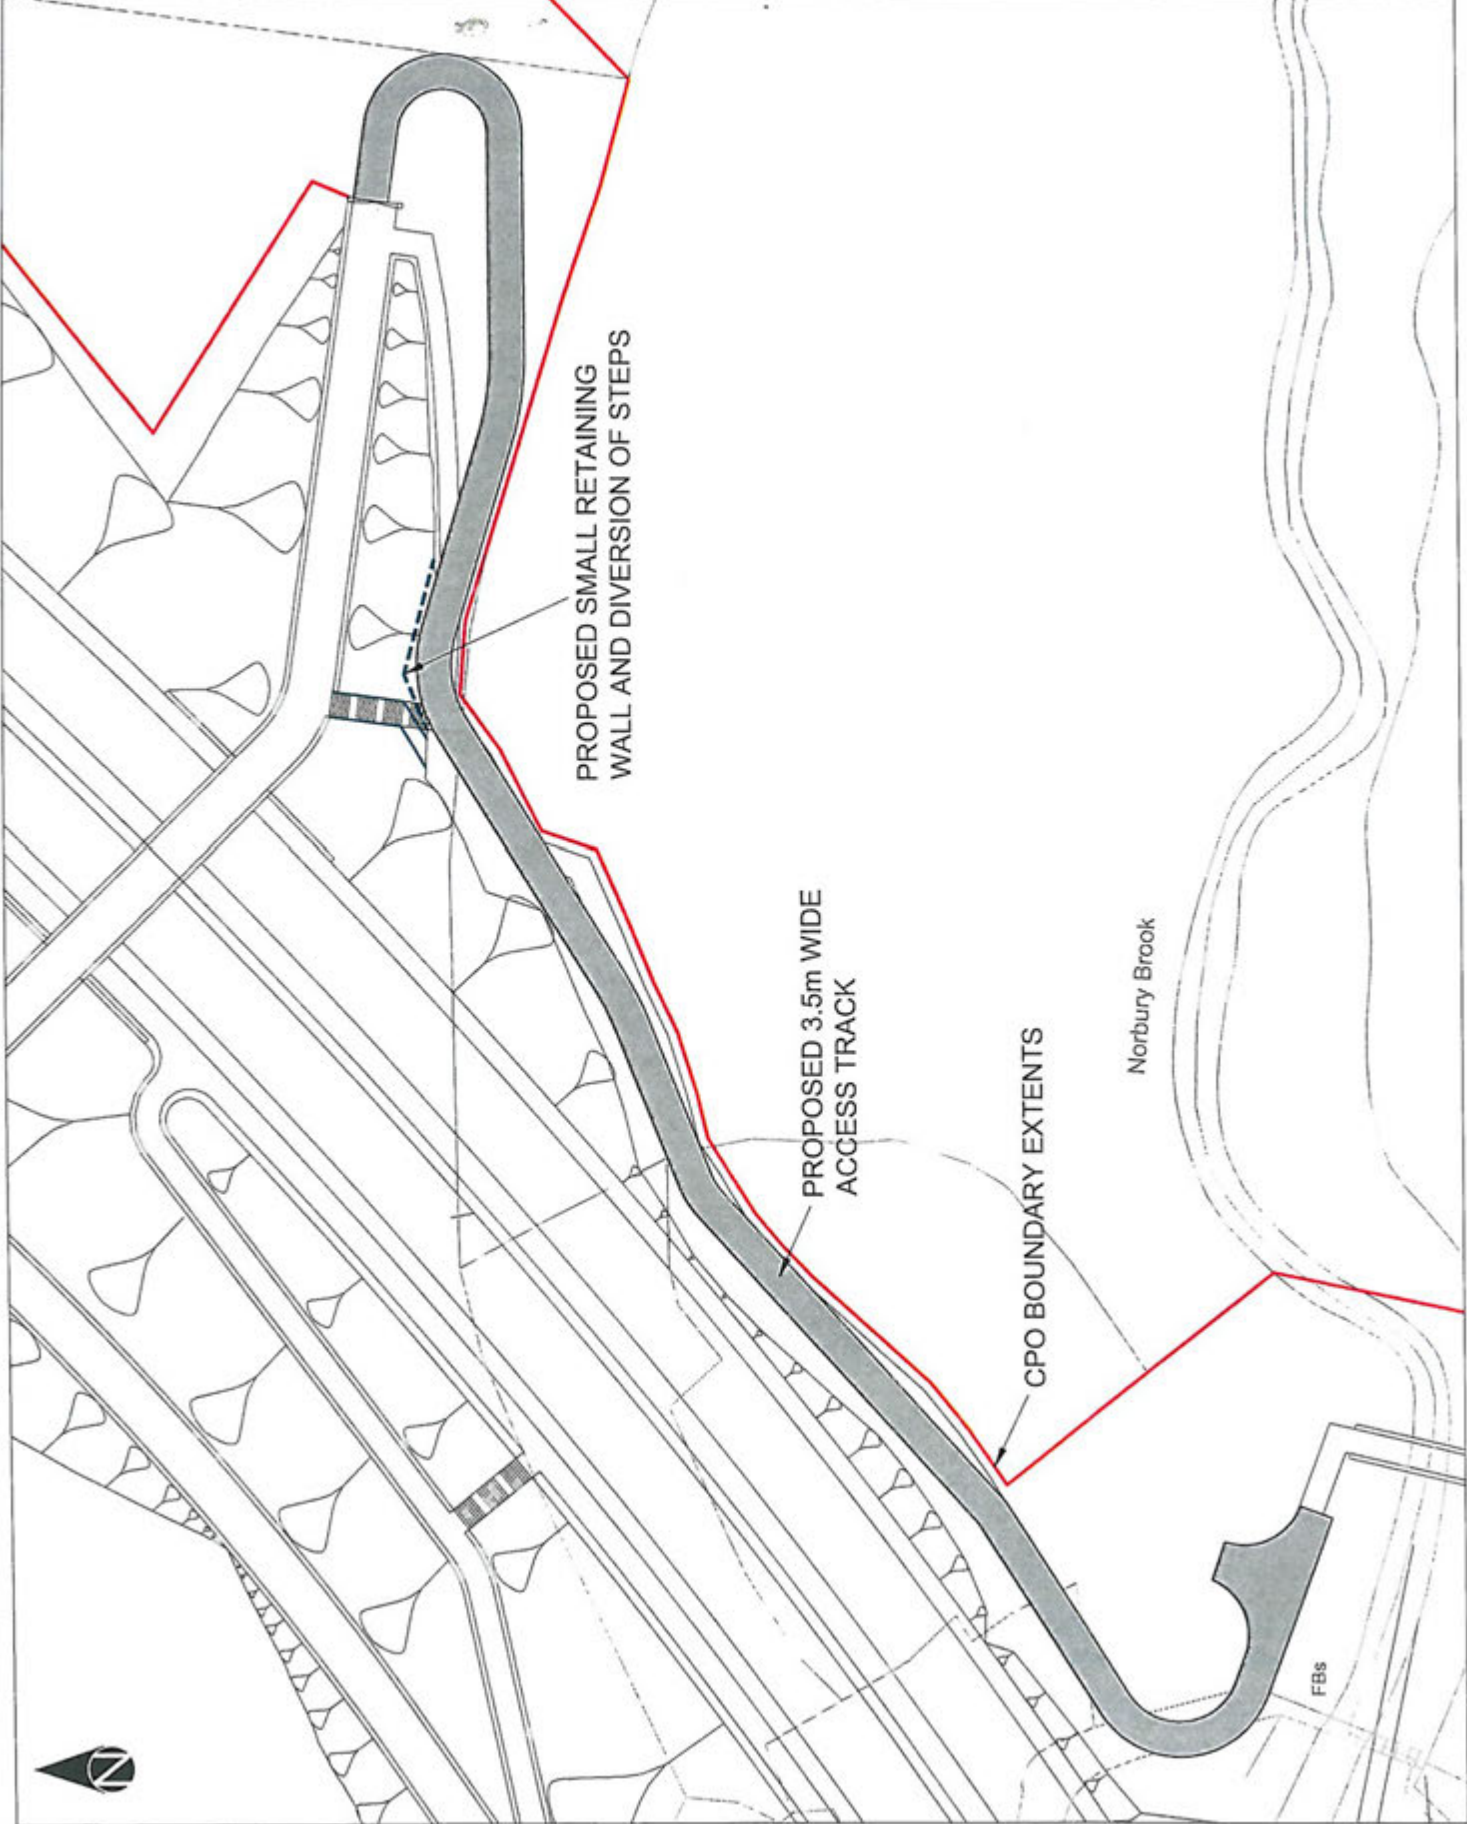 PROPOSED SMALL RETAINING
WALL AND DIVERSION OF STEPS
PROPOSED 3.5m WIDE
ACCESS TRACK
CPO BOUNDARY EXTENTS
Norbury Brook
FBs
N